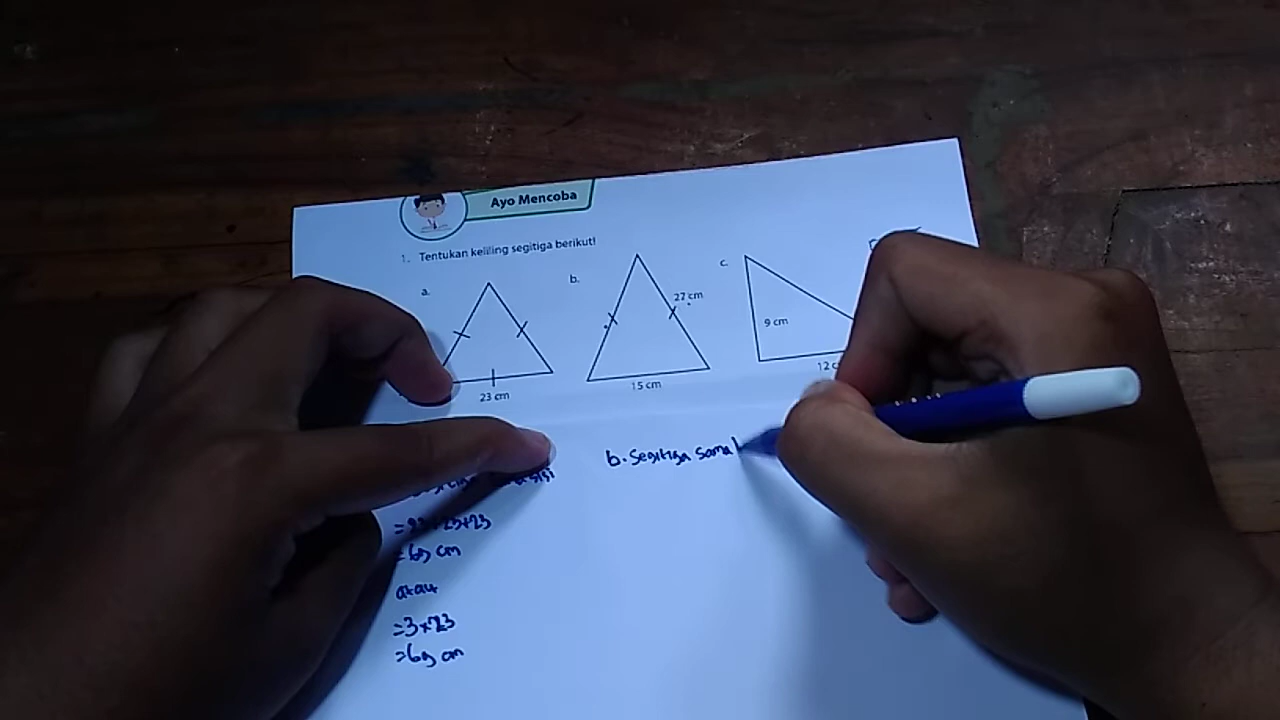 Ayo Mencoba
1. Tentukan keliling segitiga berikut!
a.
b.
c.
27 cm
9 cm
23 cm
15 cm
b. Segitiga sama
= 23+23+23
= 69 cm
atau
= 3×23
= 69 cm